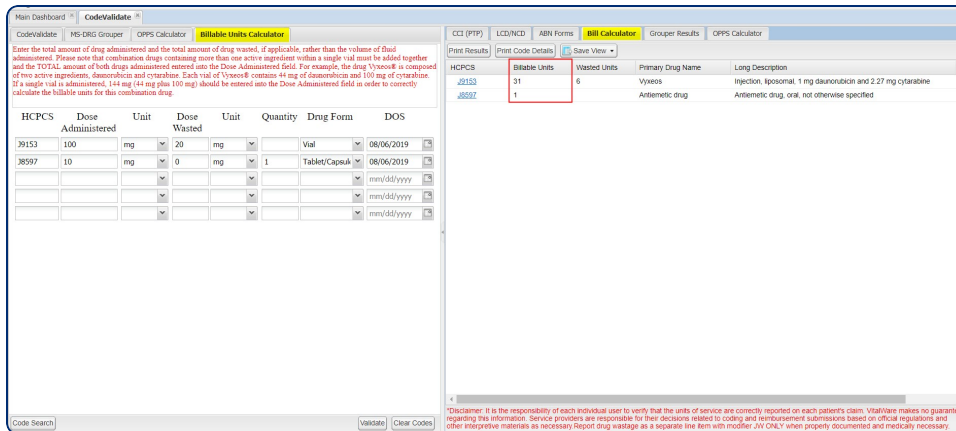 Main Dashboard CodeValidate
CodeValidate MS-DRG Grouper OPPS Calculator Billable Units Calculator
Enter the total amount of drug administered and the total amount of drug wasted, if applicable, rather than the volume of fluid
administered. Please note that combination drugs containing more than one active ingredient within a single vial must be added together
and the TOTAL amount of both drugs administered entered into the Dose Administered field. For example, the drug Vyxeos® is composed
of two active ingredients, daunorubicin and cytarabine. Each vial of Vyxeos® contains 44 mg of daunorubicin and 100 mg of cytarabine.
If a single vial is administered, 144 mg (44 mg plus 100 mg) should be entered into the Dose Administered field in order to correctly
calculate the billable units for this combination drug.
HCPCS Dose Administered Unit Dose Wasted Unit Quantity Drug Form DOS
J9153 100 mg 20 mg Vial 08/06/2019
J8597 10 mg 0 mg 1 Tablet/Capsul 08/06/2019
mm/dd/yyyy
mm/dd/yyyy
mm/dd/yyyy
Code Search Validate Clear Codes
CCI (PTP) LCD/NCD ABN Forms Bill Calculator Grouper Results OPPS Calculator
Print Results Print Code Details Save View
HCPCS Billable Units Wasted Units Primary Drug Name Long Description
J9153 31 6 Vyxeos Injection, liposomal, 1 mg daunorubicin and 2.27 mg cytarabine
J8597 1 Antiemetic drug Antiemetic drug, oral, not otherwise specified
*Disclaimer: It is the responsibility of each individual user to verify that the units of service are correctly reported on each patient's claim. VitalWare makes no guarante
regarding this information. Service providers are responsible for their decisions related to coding and reimbursement submissions based on official regulations and
other interpretive materials as necessary.Report drug wastage as a separate line item with modifier JW ONLY when properly documented and medically necessary.